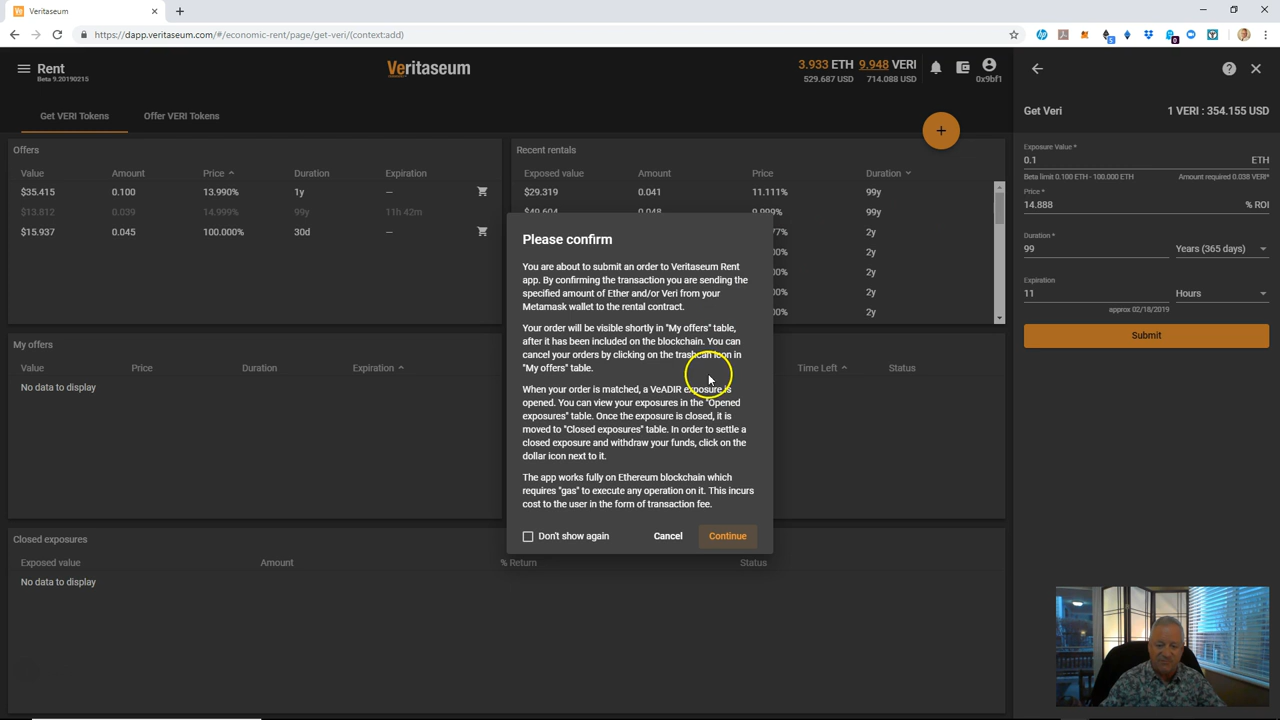 Veritaseum
https://dapp.veritaseum.com/#/economic-rent/page/get-veri/(context:add)
Rent
Beta 9.20190215
Veritaseum
3.933 ETH 9.948 VERI
529.687 USD 714.088 USD
0x9bf1
Get VERI Tokens
Offer VERI Tokens
+
Offers
Value Amount Price Duration Expiration
$35.415 0.100 13.990% 1y –
$13.812 0.039 14.999% 99y 11h 42m
$15.937 0.045 100.000% 30d –
Recent rentals
Exposed value Amount Price Duration
$29.319 0.041 11.111% 99y
$49.604 0.048 9.999% 99y
77% 2y
00% 2y
00% 2y
00% 2y
My offers
Value Price Duration Expiration
No data to display
Time Left Status
Closed exposures
Exposed value Amount % Return Status
No data to display
Please confirm
You are about to submit an order to Veritaseum Rent
app. By confirming the transaction you are sending the
specified amount of Ether and/or Veri from your
Metamask wallet to the rental contract.
Your order will be visible shortly in "My offers" table,
after it has been included on the blockchain. You can
cancel your orders by clicking on the trashcan icon in
"My offers" table.
When your order is matched, a VeADIR exposure is
opened. You can view your exposures in the "Opened
exposures" table. Once the exposure is closed, it is
moved to "Closed exposures" table. In order to settle a
closed exposure and withdraw your funds, click on the
dollar icon next to it.
The app works fully on Ethereum blockchain which
requires "gas" to execute any operation on it. This incurs
cost to the user in the form of transaction fee.
Don't show again
Cancel
Continue
Get Veri 1 VERI : 354.155 USD
Exposure Value *
0.1 ETH
Beta limit 0.100 ETH - 100.000 ETH Amount required 0.038 VERI*
Price *
14.888 % ROI
Duration *
99 Years (365 days)
Expiration
11 Hours
approx 02/18/2019
Submit